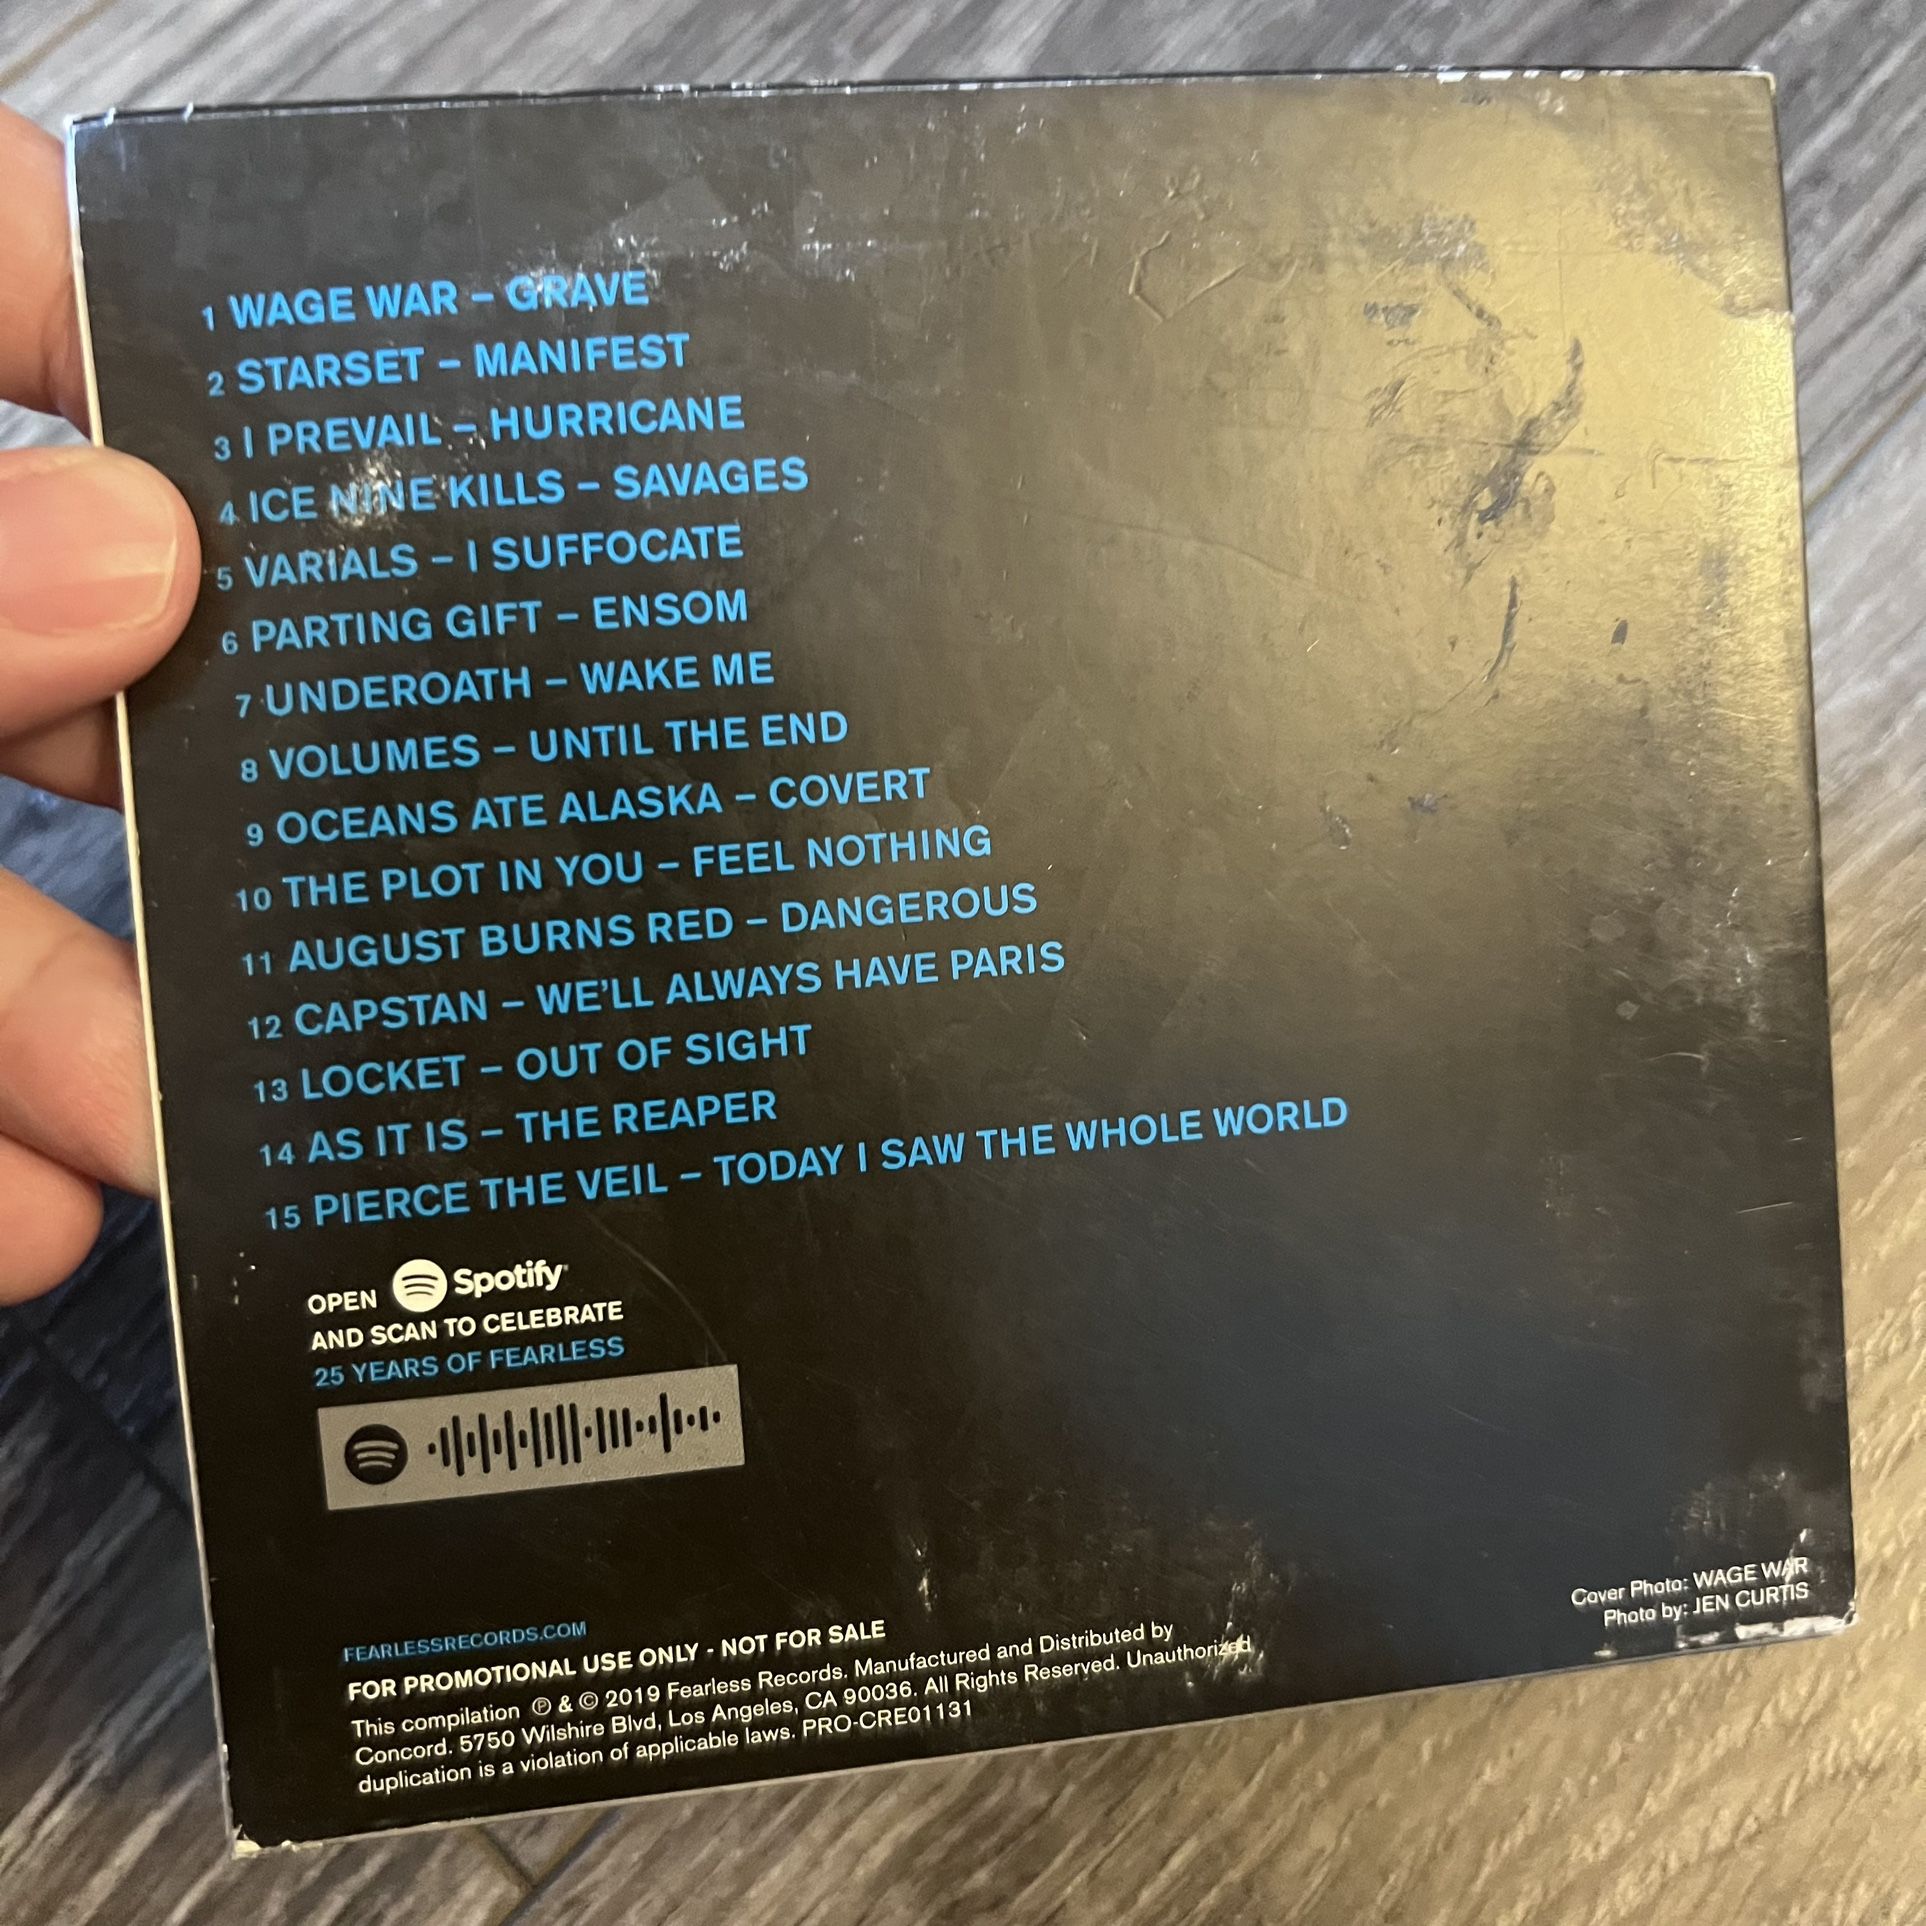 1 WAGE WAR – GRAVE
2 STARSET – MANIFEST
3 I PREVAIL – HURRICANE
4 ICE NINE KILLS – SAVAGES
5 VARIALS – I SUFFOCATE
6 PARTING GIFT – ENSOM
7 UNDEROATH – WAKE ME
8 VOLUMES – UNTIL THE END
9 OCEANS ATE ALASKA – COVERT
10 THE PLOT IN YOU – FEEL NOTHING
11 AUGUST BURNS RED – DANGEROUS
12 CAPSTAN – WE'LL ALWAYS HAVE PARIS
13 LOCKET – OUT OF SIGHT
14 AS IT IS – THE REAPER
15 PIERCE THE VEIL – TODAY I SAW THE WHOLE WORLD
OPEN Spotify
AND SCAN TO CELEBRATE
25 YEARS OF FEARLESS
FEARLESSRECORDS.COM
FOR PROMOTIONAL USE ONLY - NOT FOR SALE
This compilation ℗ & © 2019 Fearless Records. Manufactured and Distributed by
Concord. 5750 Wilshire Blvd, Los Angeles, CA 90036. All Rights Reserved. Unauthorized
duplication is a violation of applicable laws. PRO-CRE01131
Cover Photo: WAGE WAR
Photo by: JEN CURTIS